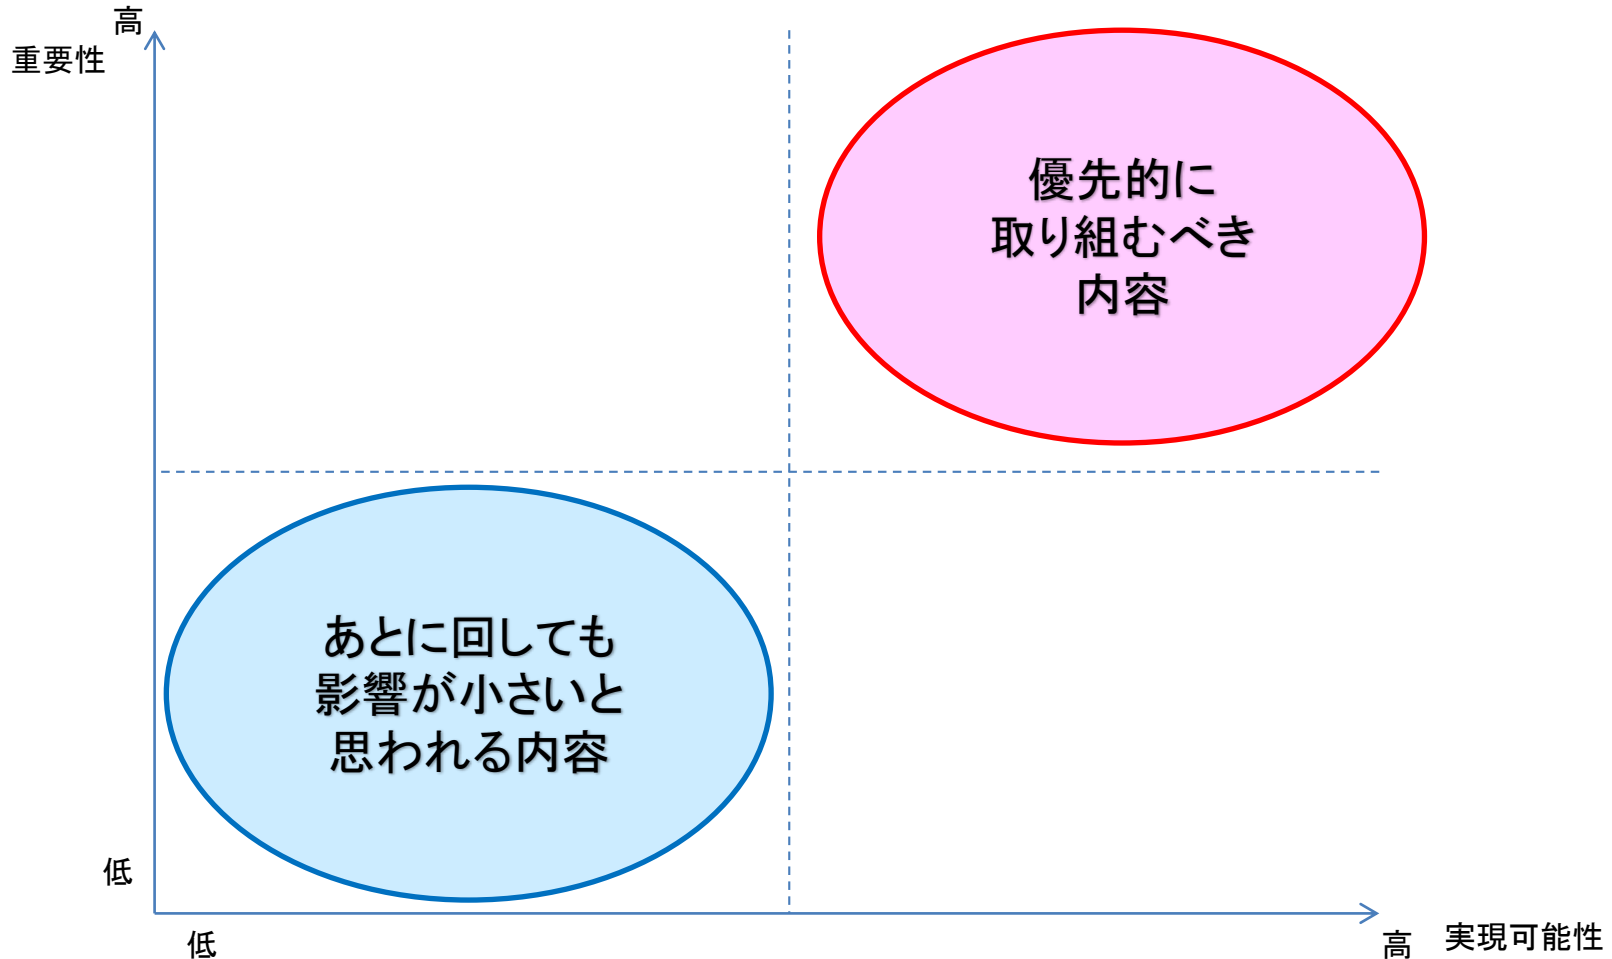 高
重要性
優先的に
取り組むべき
内容
あとに回しても
影響が小さいと
思われる内容
低
低
高
実現可能性